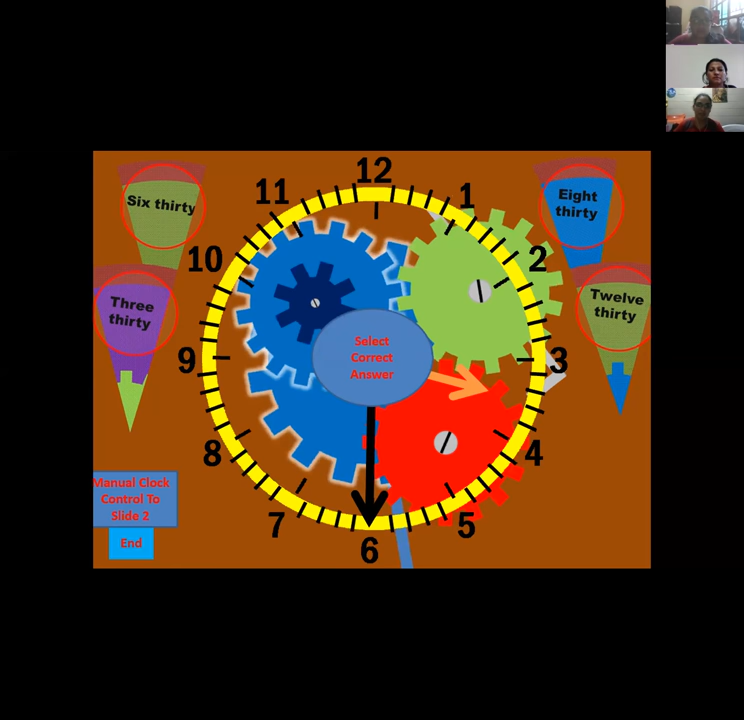 Six thirty
Eight
thirty
Three
thirty
Twelve
thirty
12
11
1
10
2
9
3
8
4
7
5
6
Select
Correct
Answer
Manual Clock
Control To
Slide 2
End